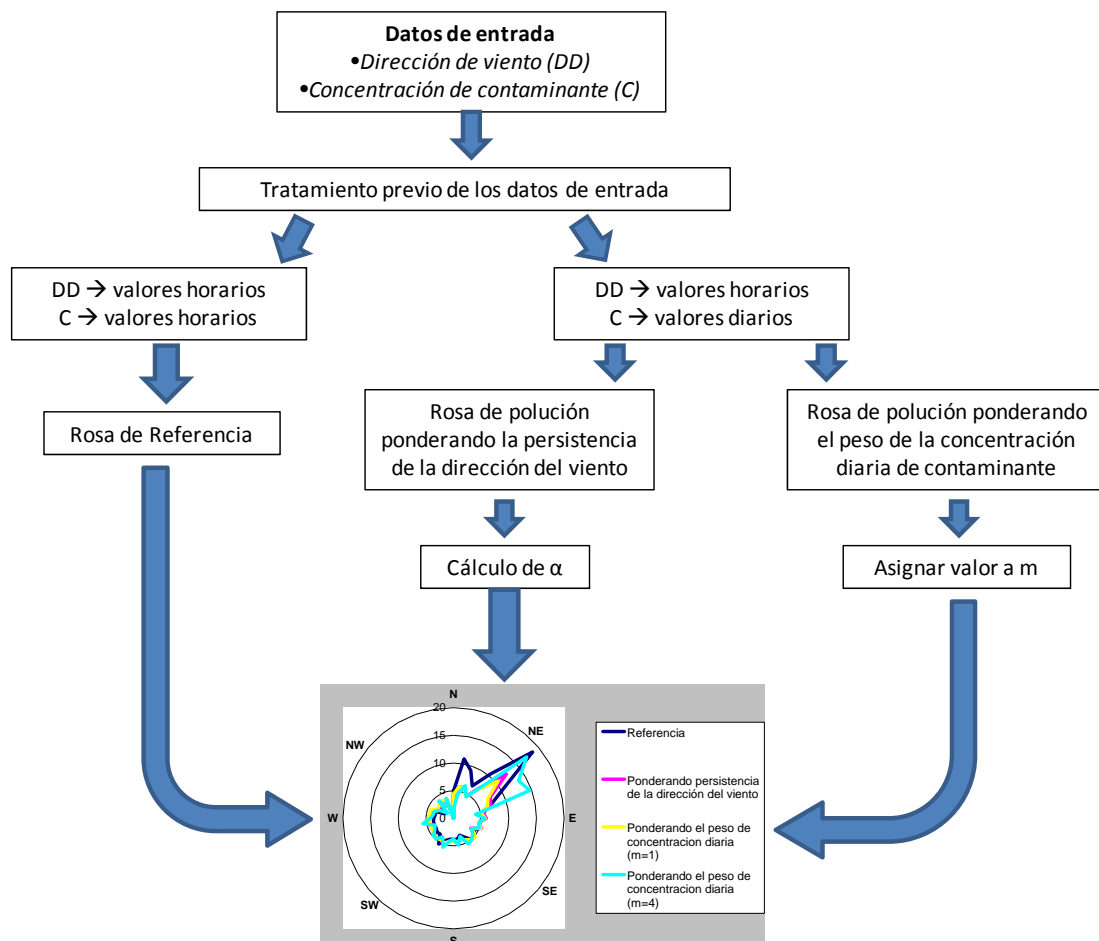 Datos de entrada
•Dirección de viento (DD)
•Concentración de contaminante (C)
Tratamiento previo de los datos de entrada
DD → valores horarios
C → valores horarios
DD → valores horarios
C → valores diarios
Rosa de Referencia
Rosa de polución
ponderando la persistencia
de la dirección del viento
Rosa de polución ponderando
el peso de la concentración
diaria de contaminante
Cálculo de α
Asignar valor a m
N
20
15
10
5
0
NW
NE
W
E
SW
SE
S
Referencia
Ponderando persistencia
de la dirección del viento
Ponderando el peso de
concentracion diaria
(m=1)
Ponderando el peso de
concentracion diaria
(m=4)